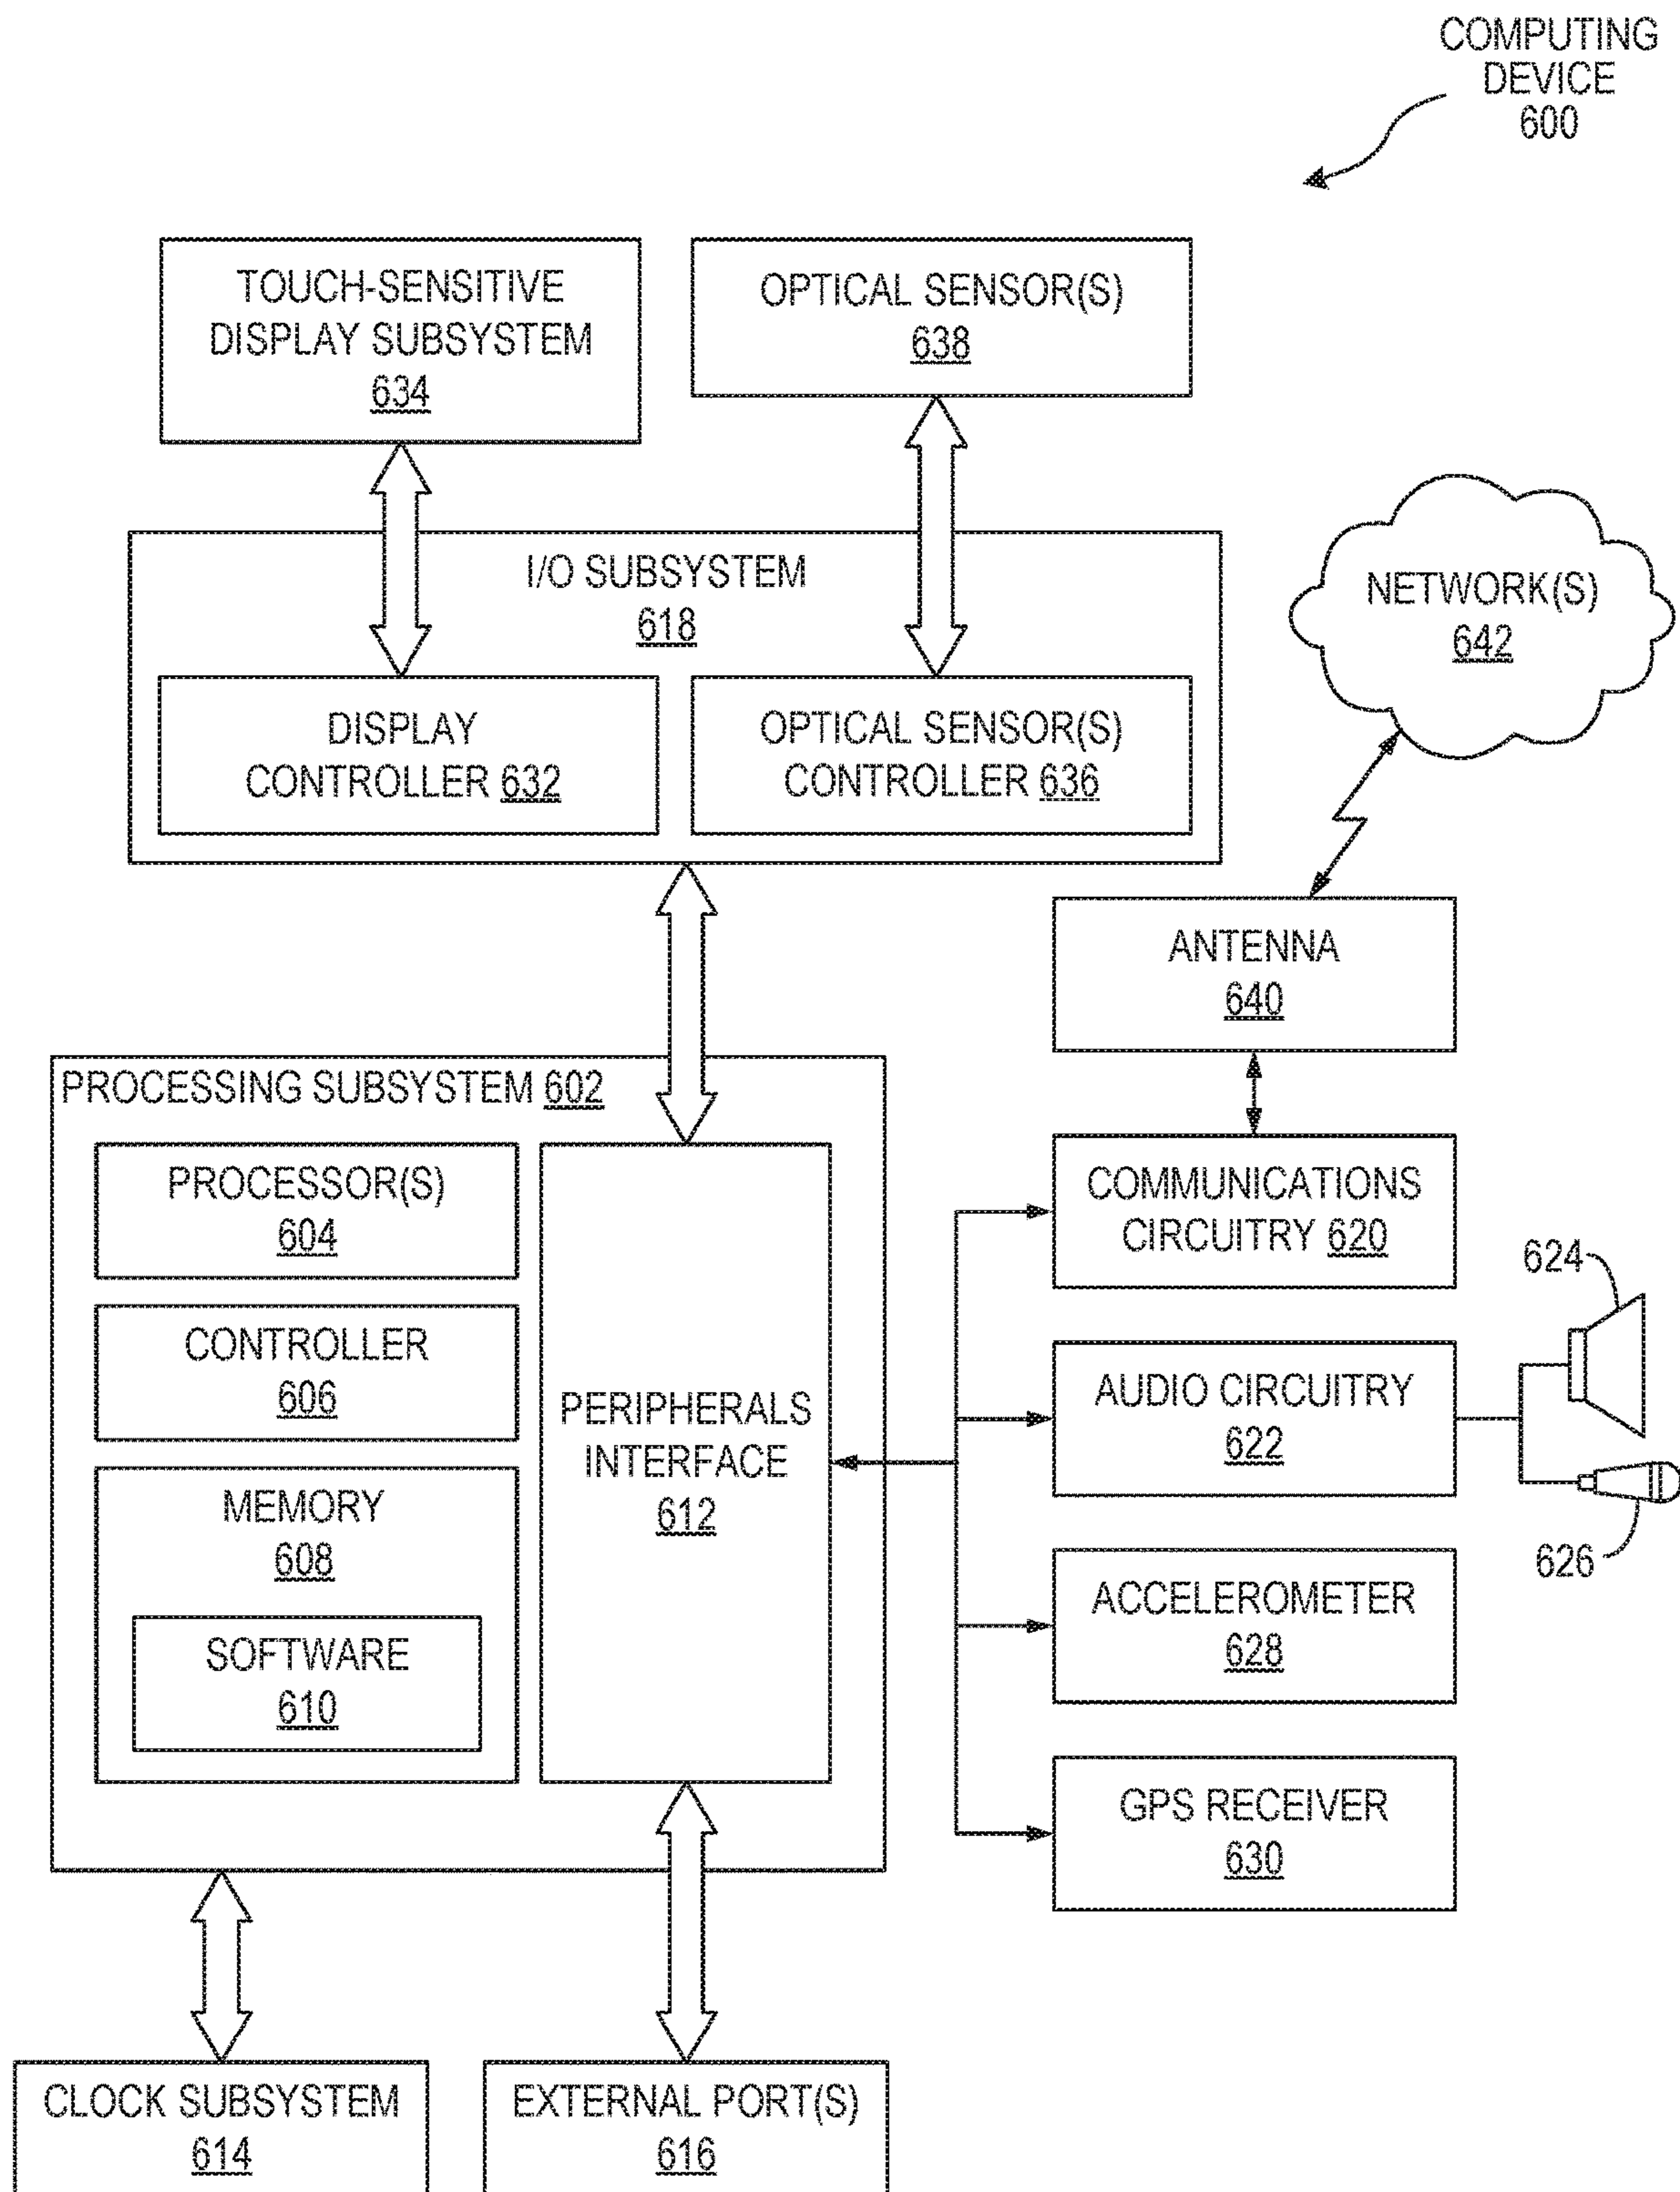 COMPUTING
DEVICE
600
TOUCH-SENSITIVE
DISPLAY SUBSYSTEM
634
OPTICAL SENSOR(S)
638
I/O SUBSYSTEM
618
NETWORK(S)
642
DISPLAY
CONTROLLER 632
OPTICAL SENSOR(S)
CONTROLLER 636
ANTENNA
640
PROCESSING SUBSYSTEM 602
PROCESSOR(S)
604
CONTROLLER
606
MEMORY
608
SOFTWARE
610
PERIPHERALS
INTERFACE
612
COMMUNICATIONS
CIRCUITRY 620
624
AUDIO CIRCUITRY
622
626
ACCELEROMETER
628
GPS RECEIVER
630
CLOCK SUBSYSTEM
614
EXTERNAL PORT(S)
616